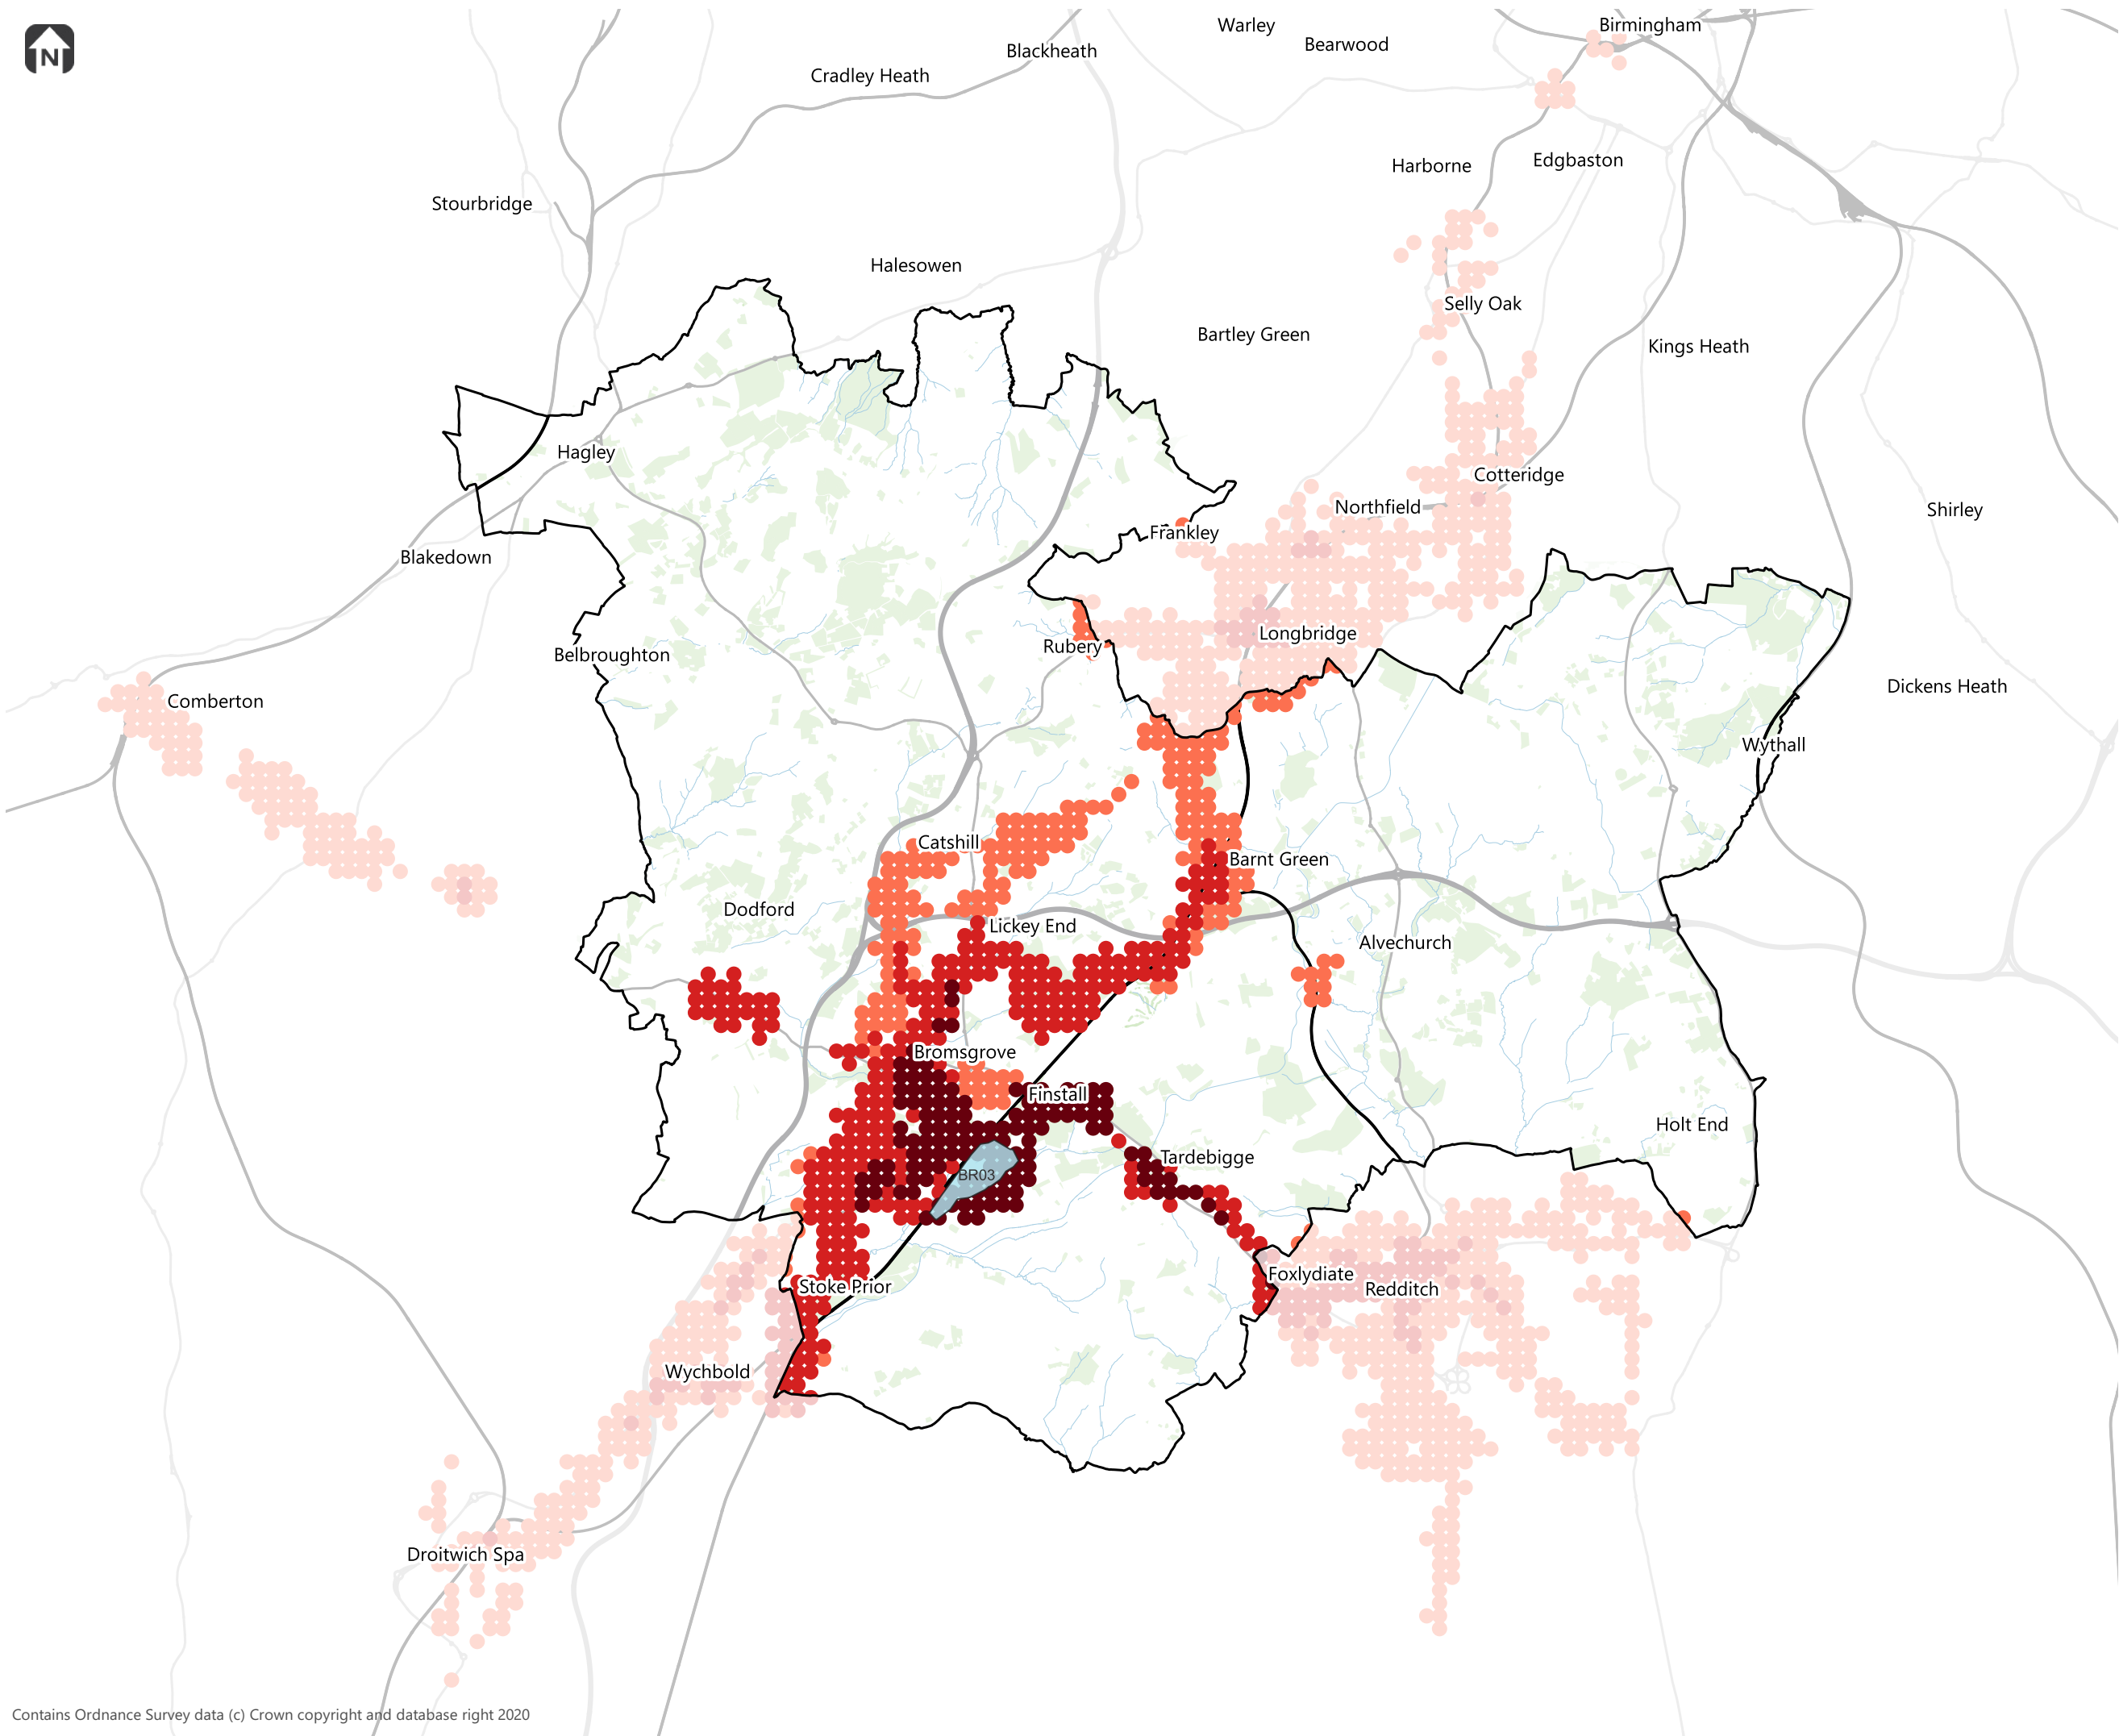 N
Birmingham
Warley
Bearwood
Blackheath
Cradley Heath
Harborne
Edgbaston
Stourbridge
Halesowen
Selly Oak
Bartley Green
Kings Heath
Hagley
Cotteridge
Northfield
Shirley
Frankley
Blakedown
Longbridge
Rubery
Belbroughton
Dickens Heath
Comberton
Wythall
Catshill
Barnt Green
Dodford
Lickey End
Alvechurch
Bromsgrove
Finstall
Holt End
Tardebigge
BR03
Foxlydiate
Stoke Prior
Redditch
Wychbold
Droitwich Spa
Contains Ordnance Survey data (c) Crown copyright and database right 2020